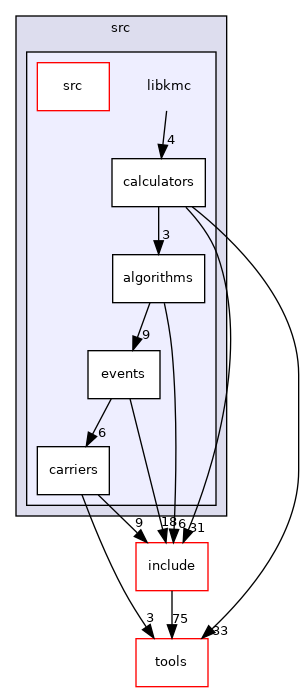 src
src libkmc
4
calculators
3
algorithms
9
events
6
carriers
9 18 6 31
include
3 75 33
tools